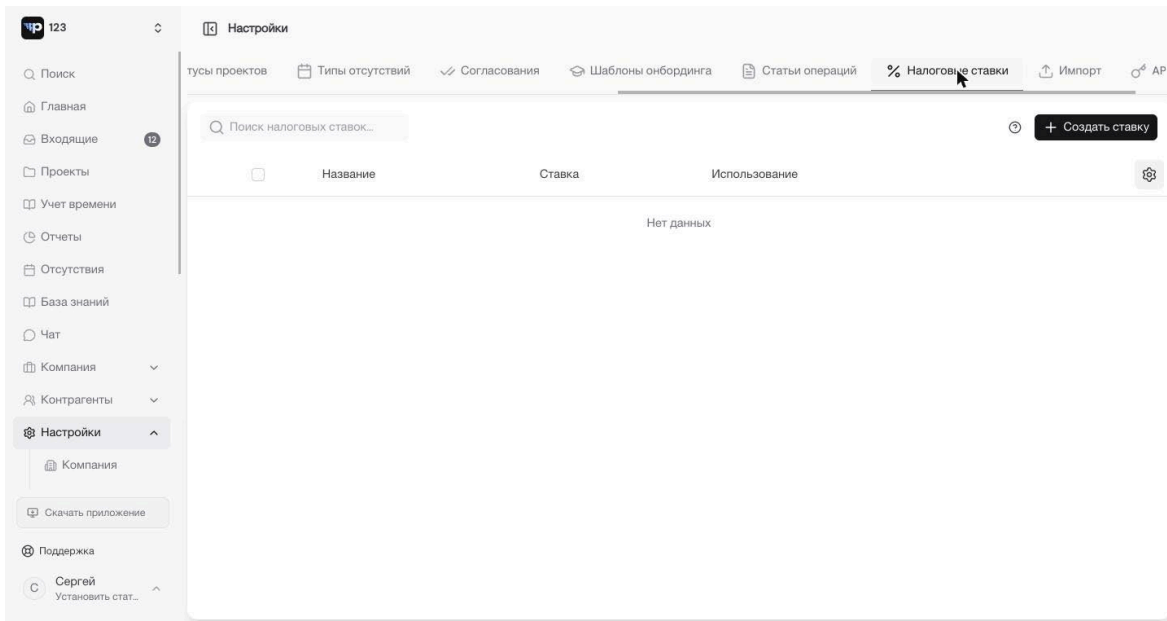 123
Настройки
Поиск
тусы проектов
Типы отсутствий
Согласования
Шаблоны онбординга
Статьи операций
Налоговые ставки
Импорт
AP
Главная
Входящие
12
Поиск налоговых ставок...
+ Создать ставку
Проекты
Название
Ставка
Использование
Учет времени
Нет данных
Отчеты
Отсутствия
База знаний
Чат
Компания
Контрагенты
Настройки
Компания
Скачать приложение
Поддержка
С
Сергей
Установить стат...